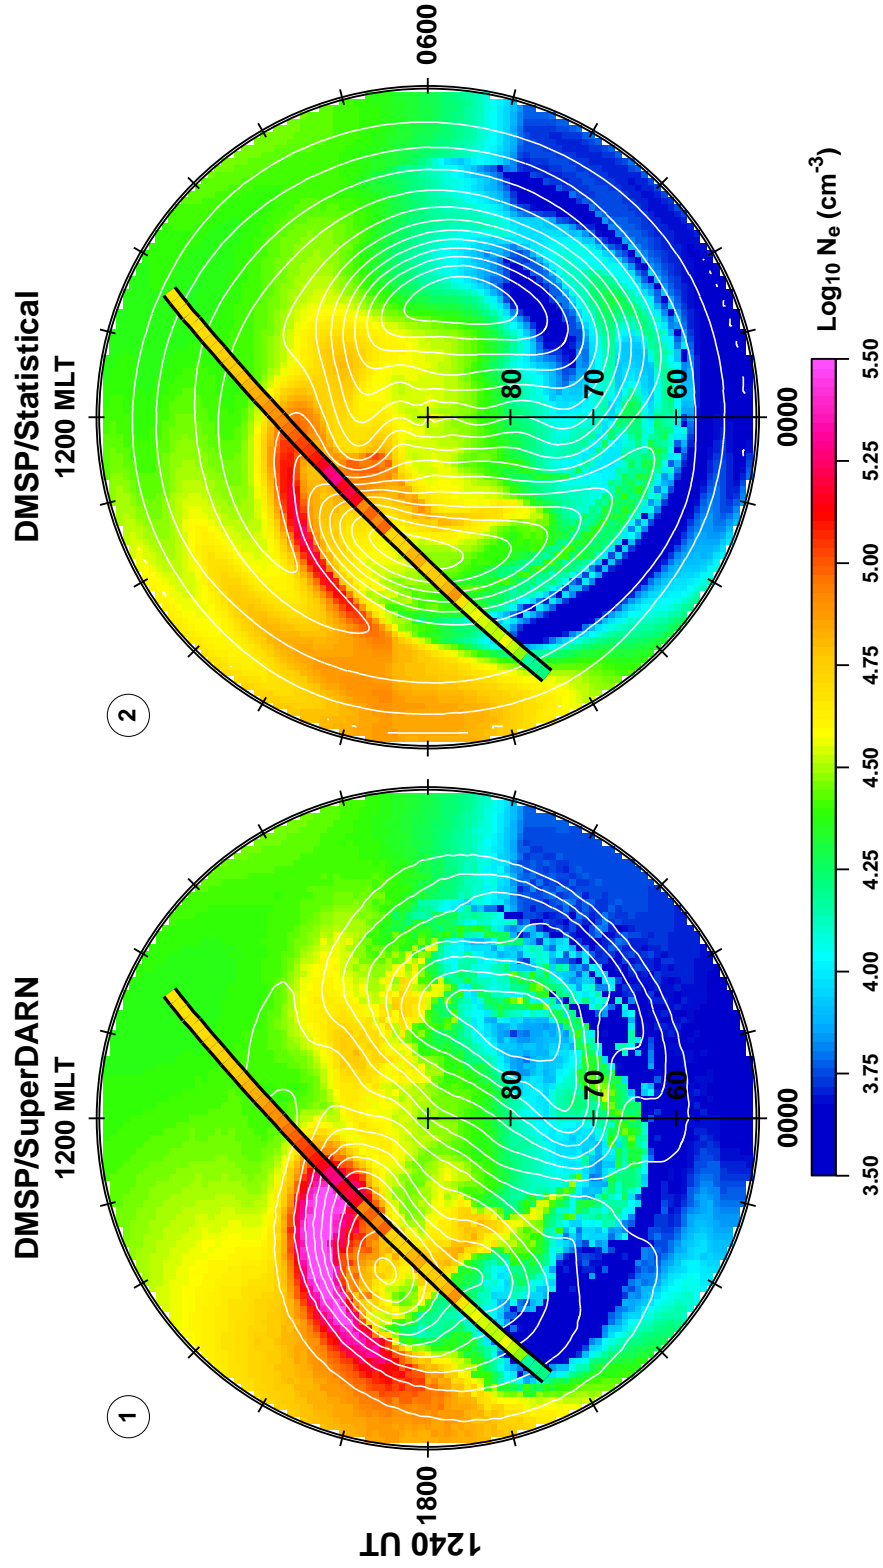 1240 UT
DMSP/SuperDARN
1200 MLT
1
1800
80
70
60
0000
DMSP/Statistical
1200 MLT
2
0600
80
70
60
0000
3.50 3.75 4.00 4.25 4.50 4.75 5.00 5.25 5.50
Log10 Ne (cm-3)